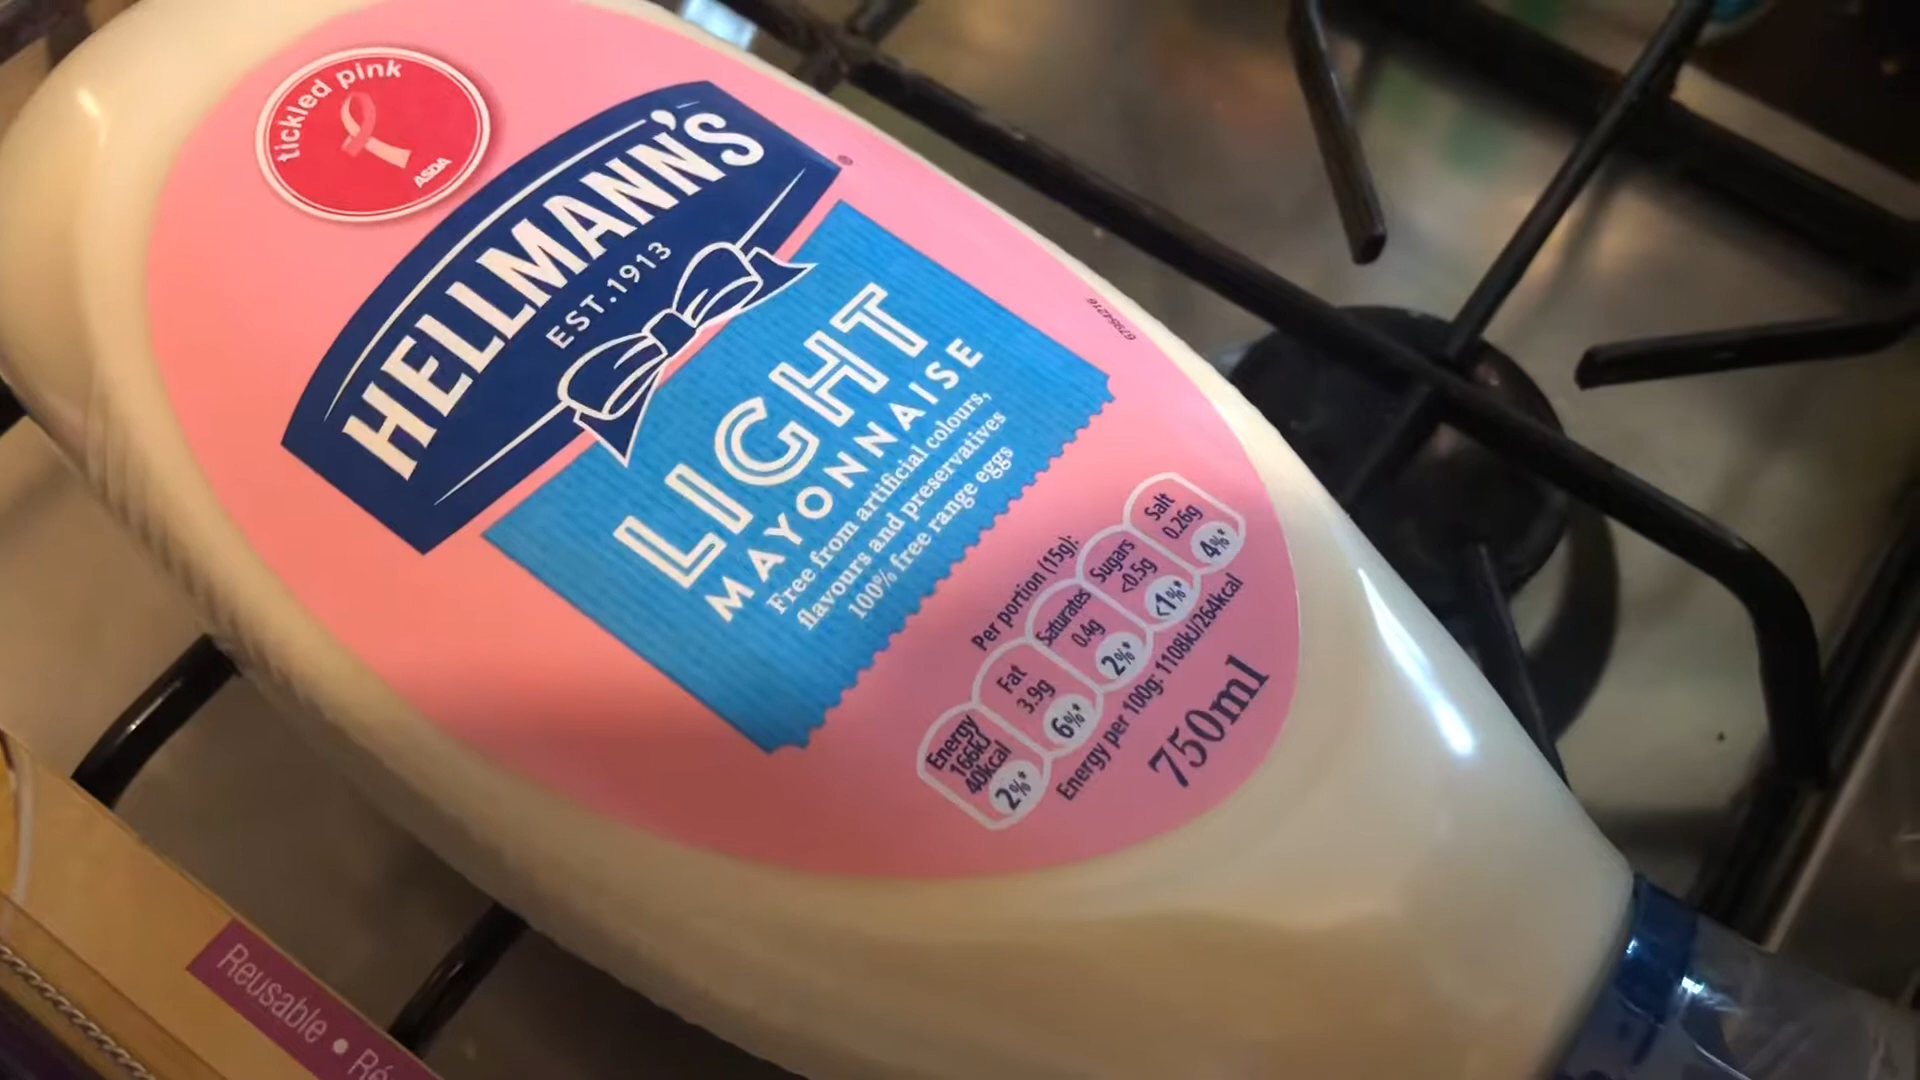 tickled pink
ASDA
HELLMANN'S
®
EST.1913
LIGHT
MAYONNAISE
Free from artificial colours,
flavours and preservatives
100% free range eggs
67954216
Per portion (15g):
Energy
166kJ
40kcal
2%*
Fat
3.9g
6%*
Saturates
0.4g
2%*
Sugars
<0.5g
<1%*
Salt
0.26g
4%*
Energy per 100g: 1108kJ/264kcal
750ml
Reusable •